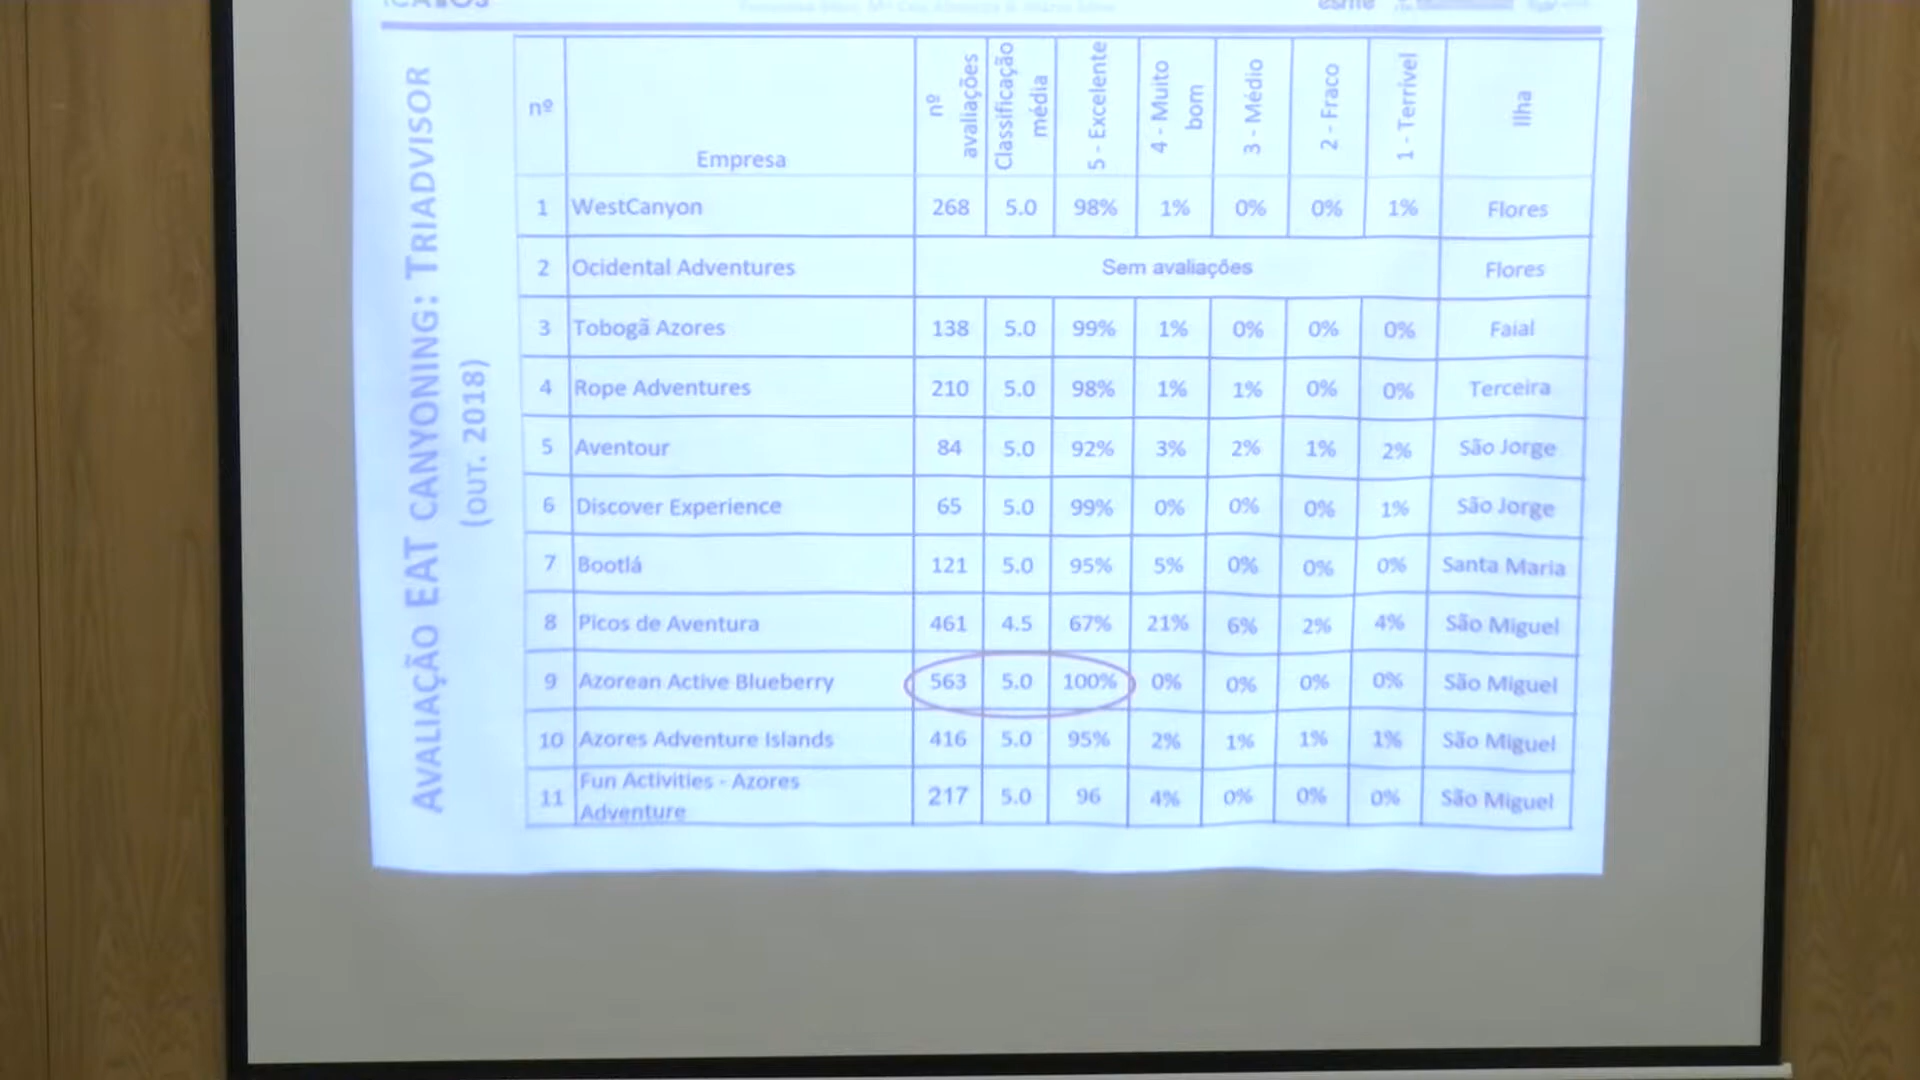 AVALIAÇÃO EAT CANYONING: TRIADVISOR
(OUT. 2018)
nº Empresa nº avaliações Classificação média 5 - Excelente 4 - Muito bom 3 - Médio 2 - Fraco 1 - Terrível Ilha
1 WestCanyon 268 5.0 98% 1% 0% 0% 1% Flores
2 Ocidental Adventures Sem avaliações Flores
3 Tobogã Azores 138 5.0 99% 1% 0% 0% 0% Faial
4 Rope Adventures 210 5.0 98% 1% 1% 0% 0% Terceira
5 Aventour 84 5.0 92% 3% 2% 1% 2% São Jorge
6 Discover Experience 65 5.0 99% 0% 0% 0% 1% São Jorge
7 Bootlá 121 5.0 95% 5% 0% 0% 0% Santa Maria
8 Picos de Aventura 461 4.5 67% 21% 6% 2% 4% São Miguel
9 Azorean Active Blueberry 563 5.0 100% 0% 0% 0% 0% São Miguel
10 Azores Adventure Islands 416 5.0 95% 2% 1% 1% 1% São Miguel
11 Fun Activities - Azores Adventure 217 5.0 96 4% 0% 0% 0% São Miguel